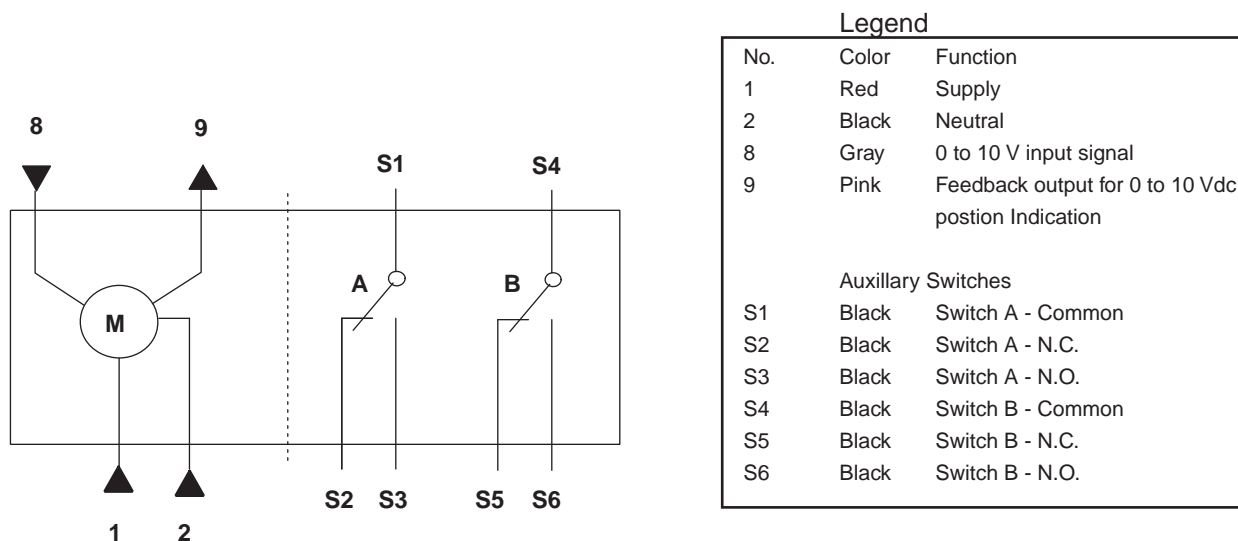 8 9
S1 S4
A B
M
S2 S3 S5 S6
1 2
Legend
No. Color Function
1 Red Supply
2 Black Neutral
8 Gray 0 to 10 V input signal
9 Pink Feedback output for 0 to 10 Vdc
postion Indication
Auxillary Switches
S1 Black Switch A - Common
S2 Black Switch A - N.C.
S3 Black Switch A - N.O.
S4 Black Switch B - Common
S5 Black Switch B - N.C.
S6 Black Switch B - N.O.